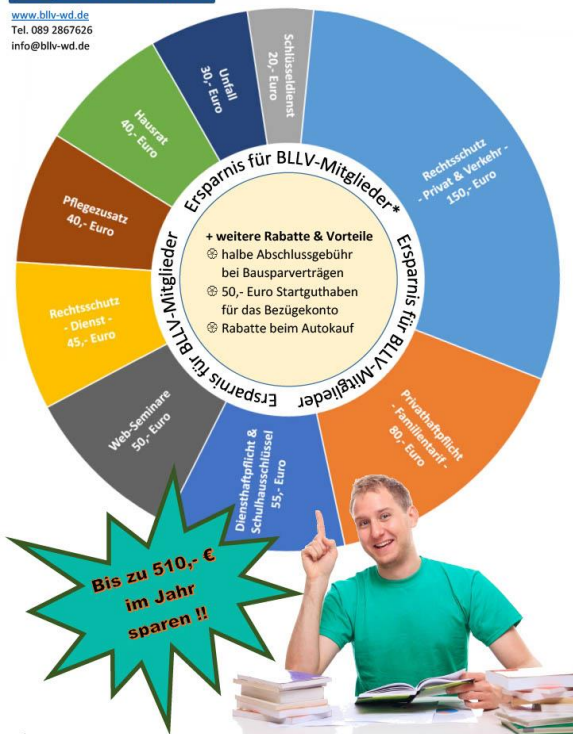 www.bllv-wd.de
Tel. 089 2867626
info@bllv-wd.de
Schlüsseldienst
20,- Euro
Rechtsschutz
- Privat & Verkehr -
150,- Euro
Privathaftpflicht
- Familientarif -
80,- Euro
Diensthaftpflicht &
Schulhausschlüssel
55,- Euro
Web-Seminare
50,- Euro
Rechtsschutz
- Dienst -
45,- Euro
Pflegezusatz
40,- Euro
Hausrat
40,- Euro
Unfall
30,- Euro
Ersparnis für BLLV-Mitglieder*
Ersparnis für BLLV-Mitglieder
Ersparnis für BLLV-Mitglieder
+ weitere Rabatte & Vorteile
halbe Abschlussgebühr
bei Bausparverträgen
50,- Euro Startguthaben
für das Bezügekonto
Rabatte beim Autokauf
Bis zu 510,- €
im Jahr
sparen !!